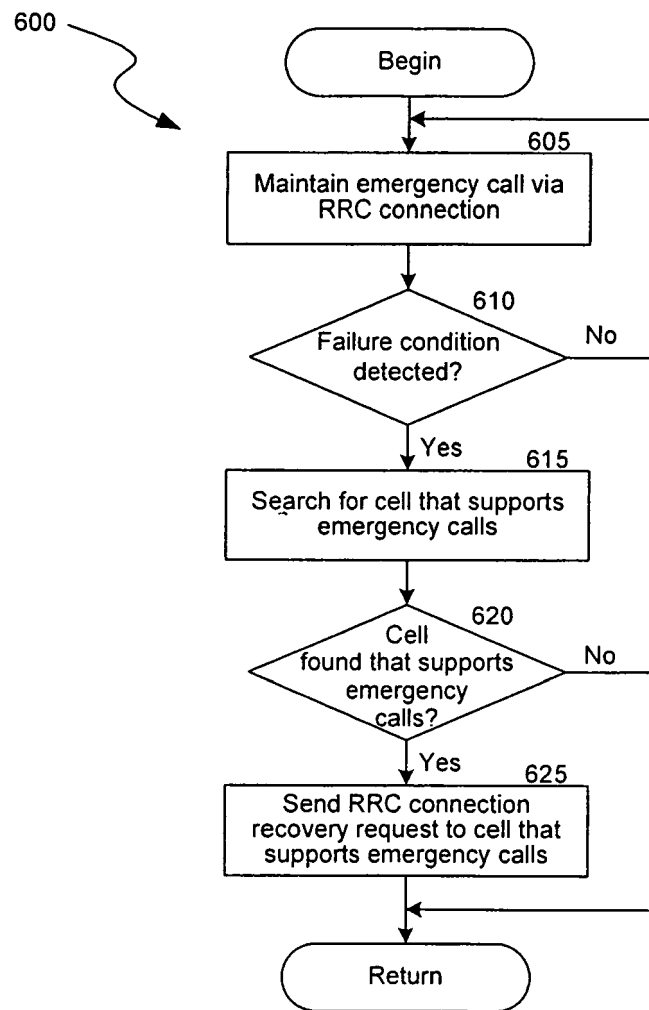 600
Begin
605
Maintain emergency call via
RRC connection
610
Failure condition
detected?
No
Yes
615
Search for cell that supports
emergency calls
620
Cell
found that supports
emergency
calls?
No
Yes
625
Send RRC connection
recovery request to cell that
supports emergency calls
Return